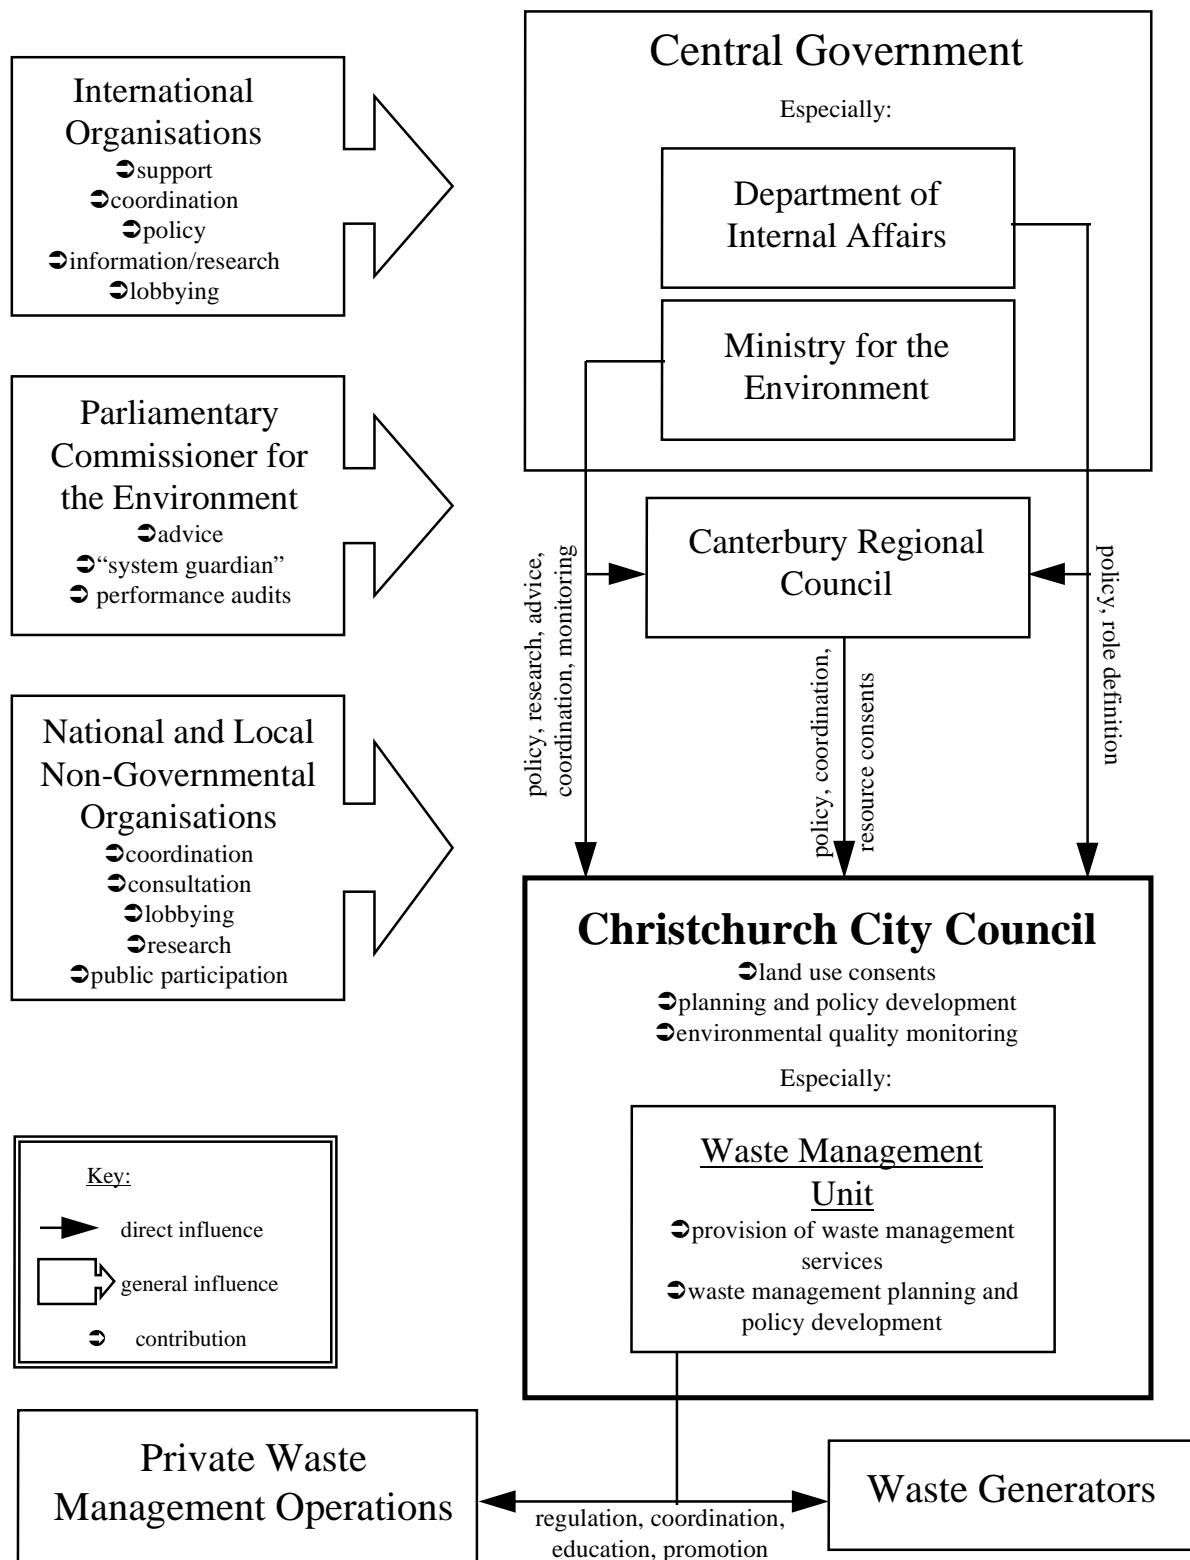 International
Organisations
➲support
➲coordination
➲policy
➲information/research
➲lobbying
Parliamentary
Commissioner for
the Environment
➲advice
➲“system guardian”
➲ performance audits
National and Local
Non-Governmental
Organisations
➲coordination
➲consultation
➲lobbying
➲research
➲public participation
Central Government
Especially:
Department of
Internal Affairs
Ministry for the
Environment
Canterbury Regional
Council
policy, research, advice,
coordination, monitoring
policy, coordination,
resource consents
policy, role definition
Christchurch City Council
➲land use consents
➲planning and policy development
➲environmental quality monitoring
Especially:
Waste Management
Unit
➲provision of waste management
services
➲waste management planning and
policy development
Key:
direct influence
general influence
➲ contribution
Private Waste
Management Operations
regulation, coordination,
education, promotion
Waste Generators